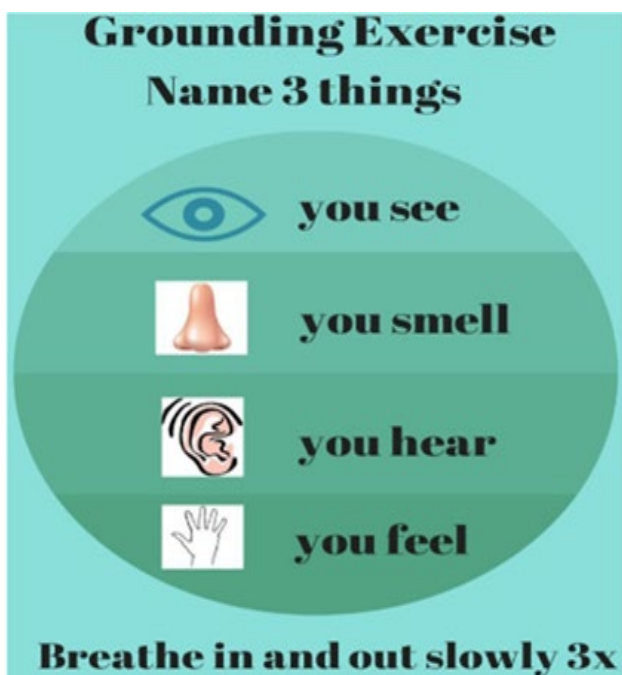 Grounding Exercise
Name 3 things
you see
you smell
you hear
you feel
Breathe in and out slowly 3x